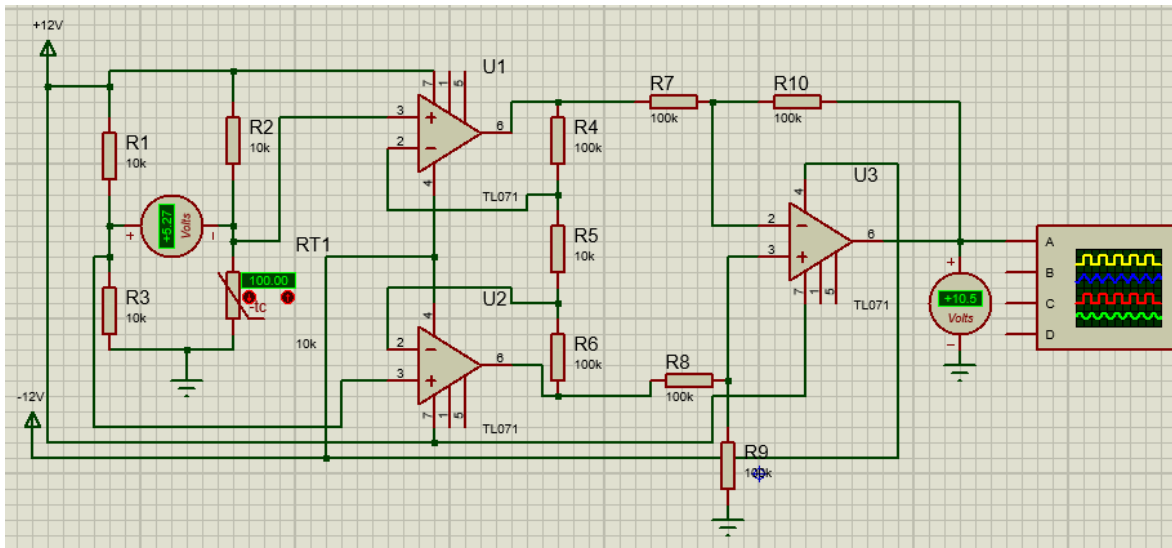 +12V
U1
7
1
5
R7
100k
R10
100k
R1
10k
R2
10k
3
+
2
−
6
4
TL071
R4
100k
U3
4
+5.27
Volts
+
−
RT1
100.00
-tc
10k
R5
10k
2
−
3
+
6
7
1
5
TL071
A
B
C
D
+
+10.5
Volts
−
R3
10k
U2
4
2
−
3
+
6
7
1
5
TL071
R6
100k
R8
100k
-12V
R9